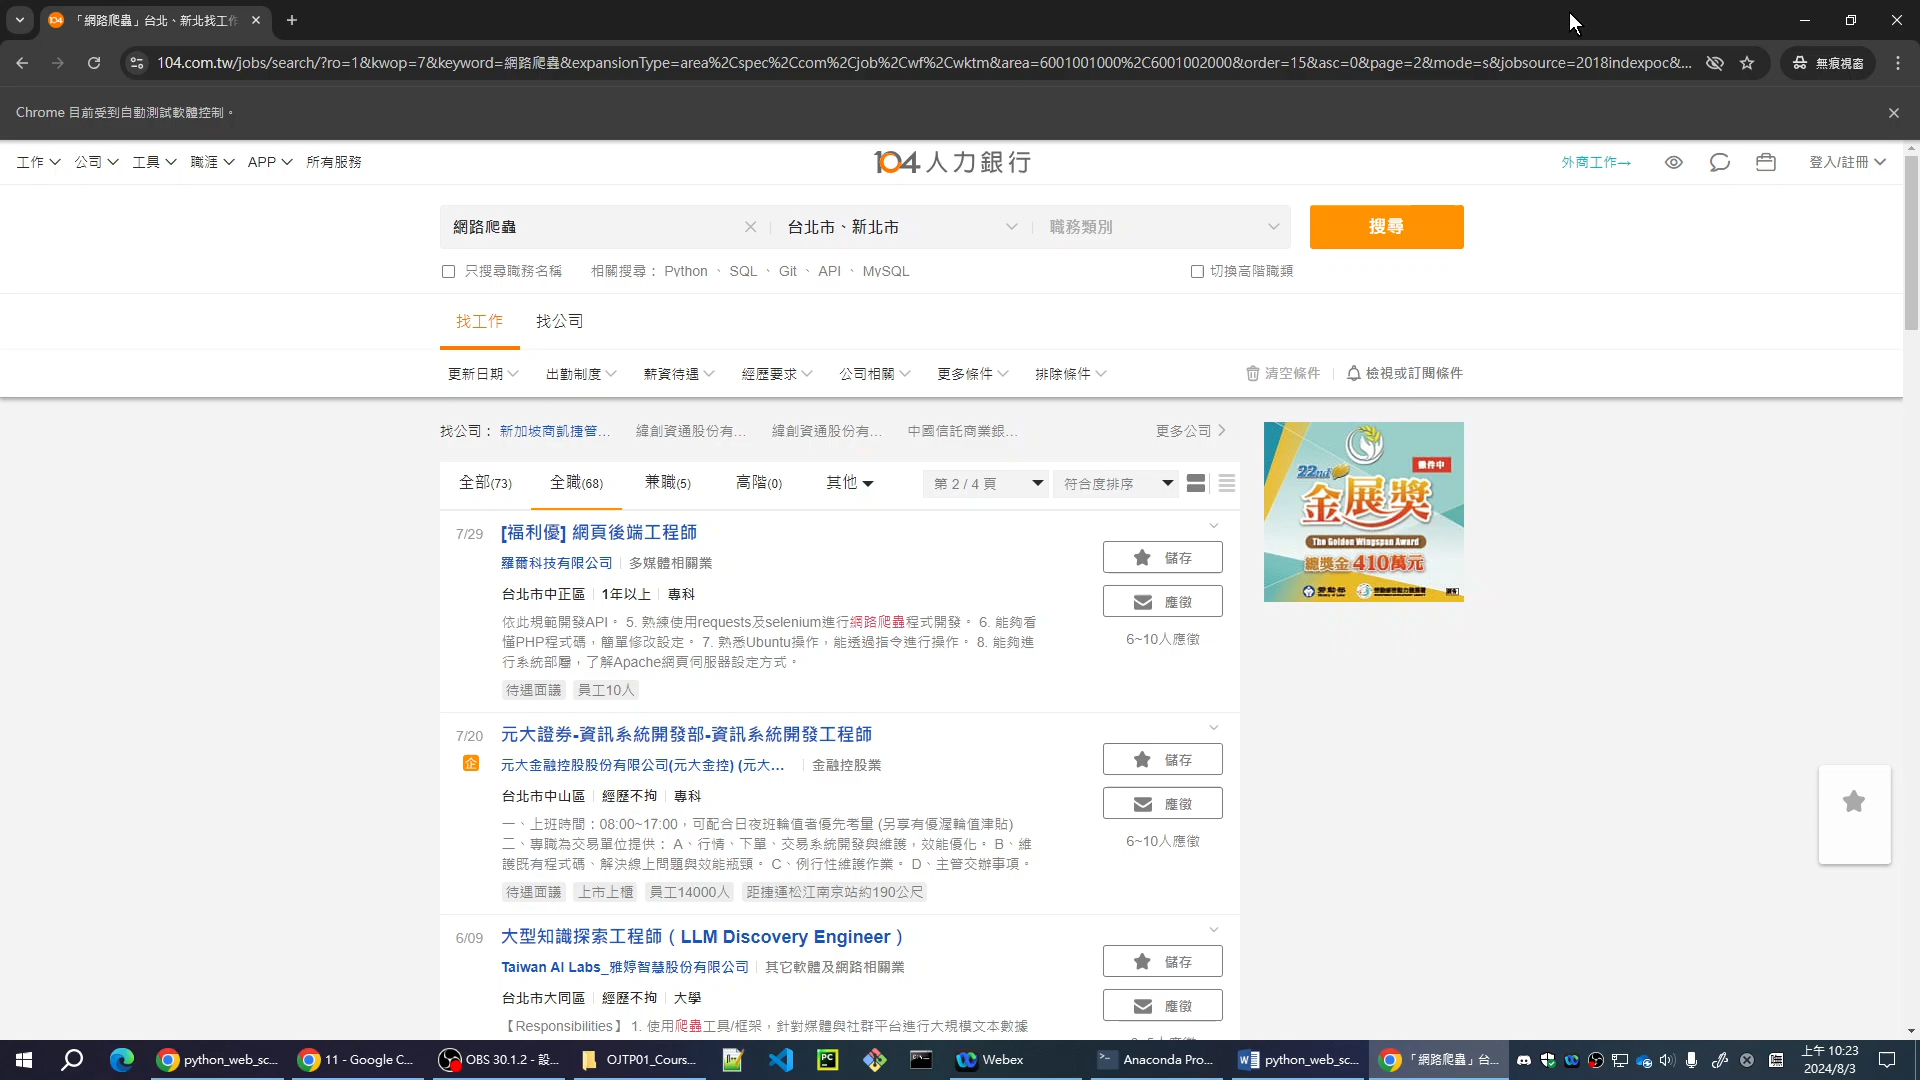 「網路爬蟲」台北、新北找工作
104.com.tw/jobs/search/?ro=1&kwop=7&keyword=網路爬蟲&expansionType=area%2Cspec%2Ccom%2Cjob%2Cwf%2Cwktm&area=6001001000%2C6001002000&order=15&asc=0&page=2&mode=s&jobsource=2018indexpoc&...
無痕視窗
Chrome 目前受到自動測試軟體控制。
工作 公司 工具 職涯 APP 所有服務
104人力銀行
外商工作→
登入/註冊
網路爬蟲 台北市、新北市 職務類別 搜尋
只搜尋職務名稱 相關搜尋： Python 、 SQL 、 Git 、 API 、 MySQL
切換高階職類
找工作 找公司
更新日期 出勤制度 薪資待遇 經歷要求 公司相關 更多條件 排除條件
清空條件 檢視或訂閱條件
找公司： 新加坡商凱捷管... 緯創資通股份有... 緯創資通股份有... 中國信託商業銀... 更多公司
全部(73) 全職(68) 兼職(5) 高階(0) 其他 第 2 / 4 頁 符合度排序
7/29 [福利優] 網頁後端工程師
羅爾科技有限公司 多媒體相關業
儲存
台北市中正區 1年以上 專科
應徵
依此規範開發API。 5. 熟練使用requests及selenium進行網路爬蟲程式開發。 6. 能夠看
懂PHP程式碼，簡單修改設定。 7. 熟悉Ubuntu操作，能透過指令進行操作。 8. 能夠進
行系統部屬，了解Apache網頁伺服器設定方式。
6~10人應徵
待遇面議 員工10人
7/20 元大證券-資訊系統開發部-資訊系統開發工程師
企 元大金融控股股份有限公司(元大金控) (元大... 金融控股業
儲存
台北市中山區 經歷不拘 專科
應徵
一、上班時間：08:00~17:00，可配合日夜班輪值者優先考量 (另享有優渥輪值津貼)
二、專職為交易單位提供： A、行情、下單、交易系統開發與維護，效能優化。 B、維
護既有程式碼、解決線上問題與效能瓶頸。 C、例行性維護作業。 D、主管交辦事項。
6~10人應徵
待遇面議 上市上櫃 員工14000人 距捷運松江南京站約190公尺
6/09 大型知識探索工程師（LLM Discovery Engineer）
Taiwan AI Labs_雅婷智慧股份有限公司 其它軟體及網路相關業
儲存
台北市大同區 經歷不拘 大學
應徵
【Responsibilities】 1. 使用爬蟲工具/框架，針對媒體與社群平台進行大規模文本數據
22nd
徵件中
金展獎
The Golden Wingspan Award
總獎金 410萬元
勞動部
python_web_sc...
11 - Google C...
OBS 30.1.2 - 設...
OJTP01_Cours...
Webex
Anaconda Pro...
python_web_sc...
「網路爬蟲」台...
上午 10:23
2024/8/3